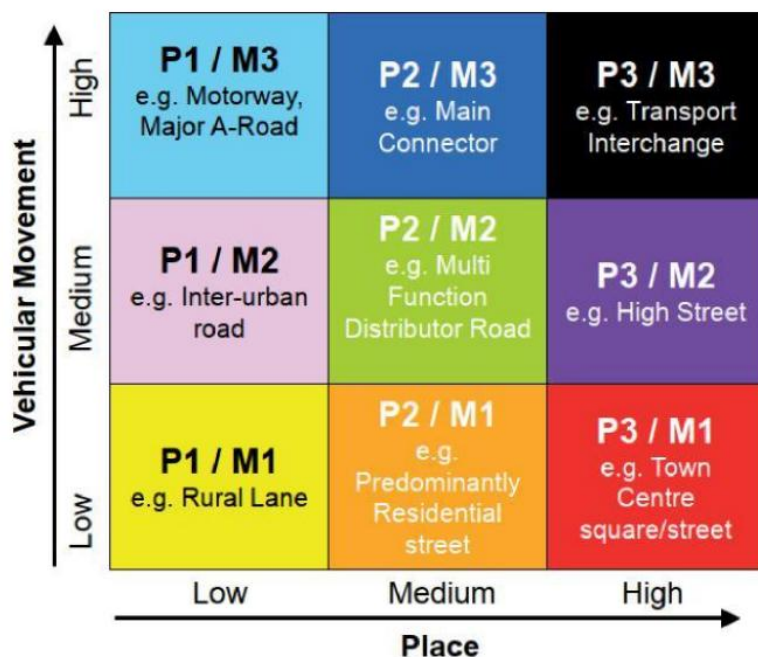 Vehicular Movement
High
Medium
Low
P1 / M3
e.g. Motorway,
Major A-Road
P2 / M3
e.g. Main
Connector
P3 / M3
e.g. Transport
Interchange
P1 / M2
e.g. Inter-urban
road
P2 / M2
e.g. Multi
Function
Distributor Road
P3 / M2
e.g. High Street
P1 / M1
e.g. Rural Lane
P2 / M1
e.g.
Predominantly
Residential
street
P3 / M1
e.g. Town
Centre
square/street
Low
Medium
High
Place